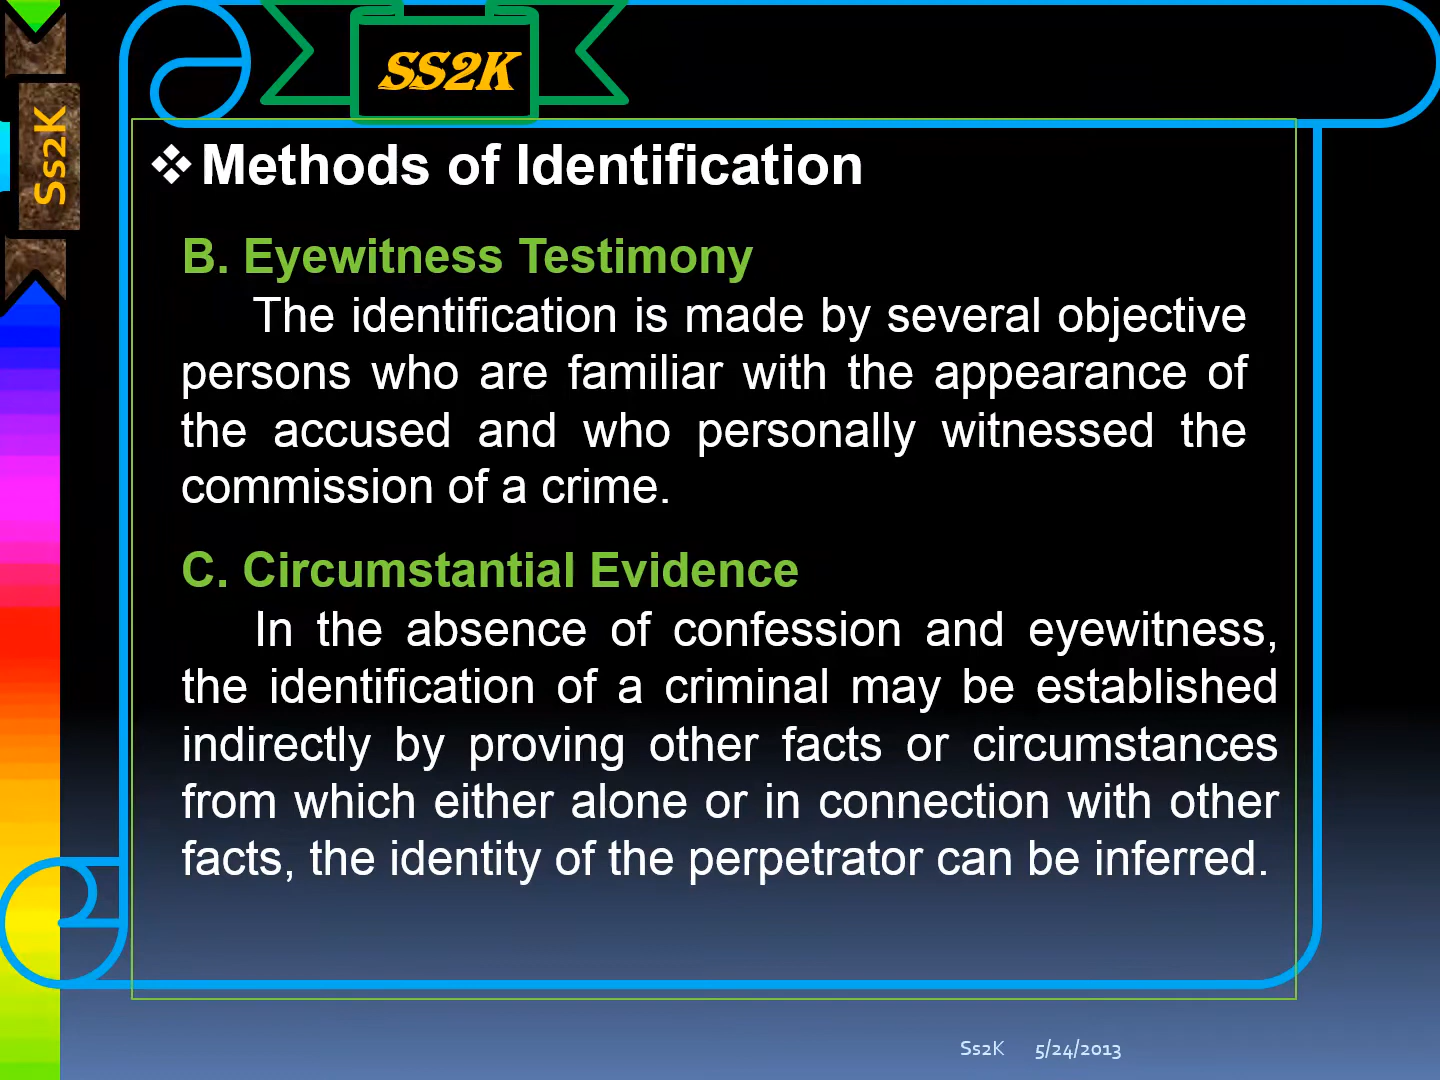 SS2K
Ss2K
❖Methods of Identification
B. Eyewitness Testimony
The identification is made by several objective
persons who are familiar with the appearance of
the accused and who personally witnessed the
commission of a crime.
C. Circumstantial Evidence
In the absence of confession and eyewitness,
the identification of a criminal may be established
indirectly by proving other facts or circumstances
from which either alone or in connection with other
facts, the identity of the perpetrator can be inferred.
Ss2K 5/24/2013